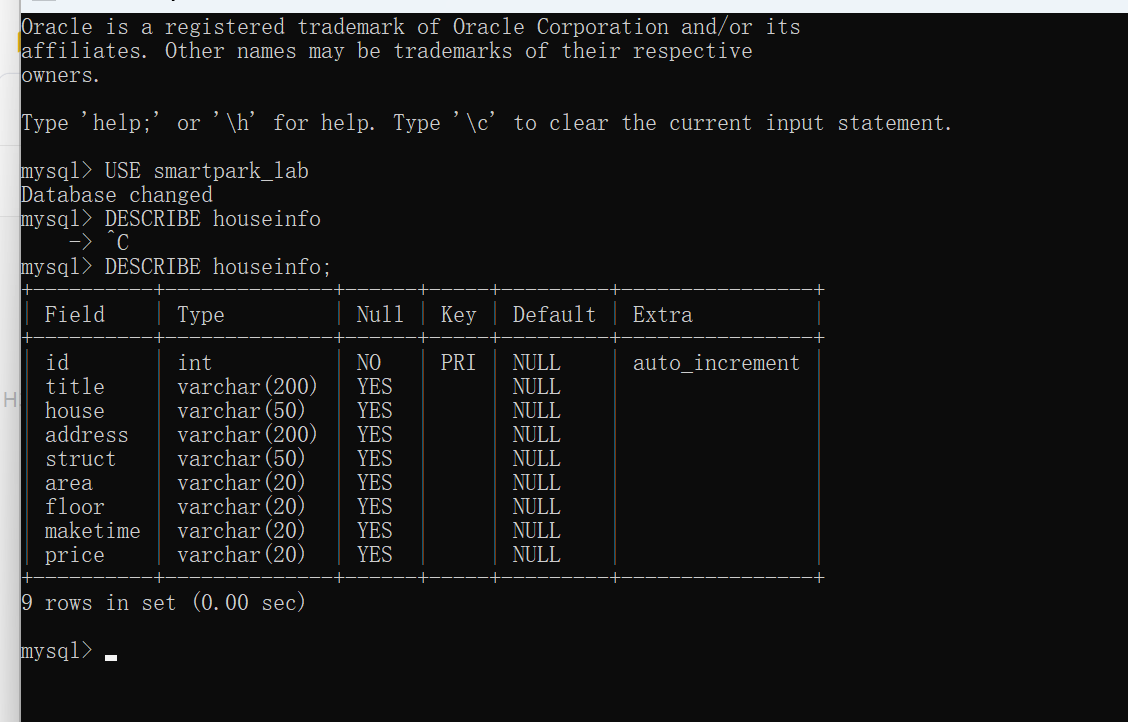 Oracle is a registered trademark of Oracle Corporation and/or its
affiliates. Other names may be trademarks of their respective
owners.
Type 'help;' or '\h' for help. Type '\c' to clear the current input statement.
mysql> USE smartpark_lab
Database changed
mysql> DESCRIBE houseinfo
    -> ^C
mysql> DESCRIBE houseinfo;
+----------+--------------+------+-----+---------+----------------+
| Field    | Type         | Null | Key | Default | Extra          |
+----------+--------------+------+-----+---------+----------------+
| id       | int          | NO   | PRI | NULL    | auto_increment |
| title    | varchar(200) | YES  |     | NULL    |                |
| house    | varchar(50)  | YES  |     | NULL    |                |
| address  | varchar(200) | YES  |     | NULL    |                |
| struct   | varchar(50)  | YES  |     | NULL    |                |
| area     | varchar(20)  | YES  |     | NULL    |                |
| floor    | varchar(20)  | YES  |     | NULL    |                |
| maketime | varchar(20)  | YES  |     | NULL    |                |
| price    | varchar(20)  | YES  |     | NULL    |                |
+----------+--------------+------+-----+---------+----------------+
9 rows in set (0.00 sec)
mysql>